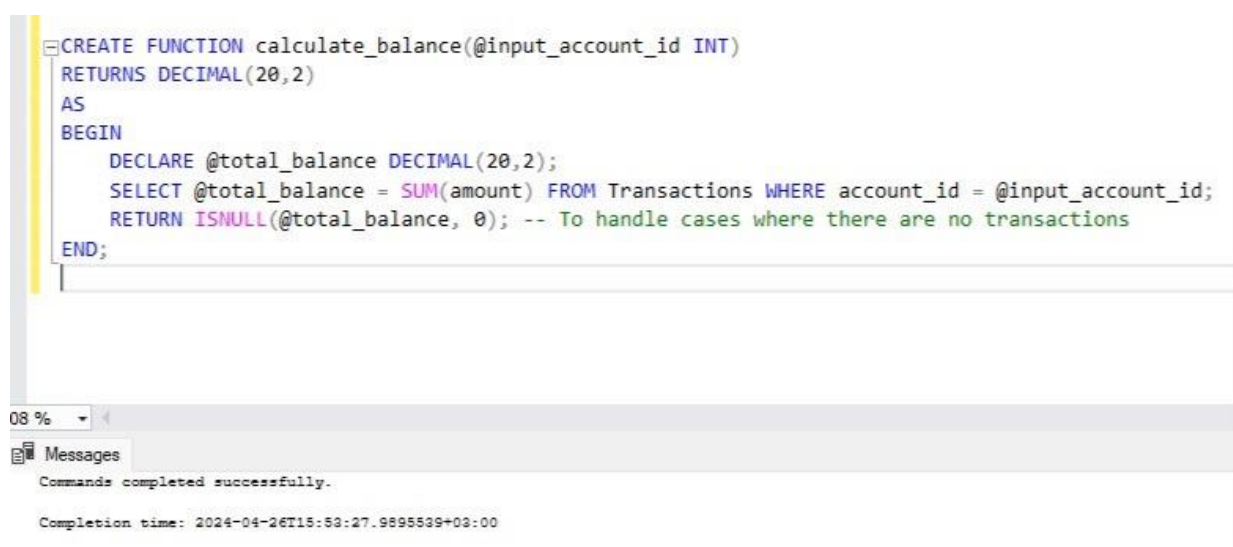 CREATE FUNCTION calculate_balance(@input_account_id INT)
RETURNS DECIMAL(20,2)
AS
BEGIN
DECLARE @total_balance DECIMAL(20,2);
SELECT @total_balance = SUM(amount) FROM Transactions WHERE account_id = @input_account_id;
RETURN ISNULL(@total_balance, 0); -- To handle cases where there are no transactions
END;
08 %
Messages
Commands completed successfully.
Completion time: 2024-04-26T15:53:27.9895539+03:00